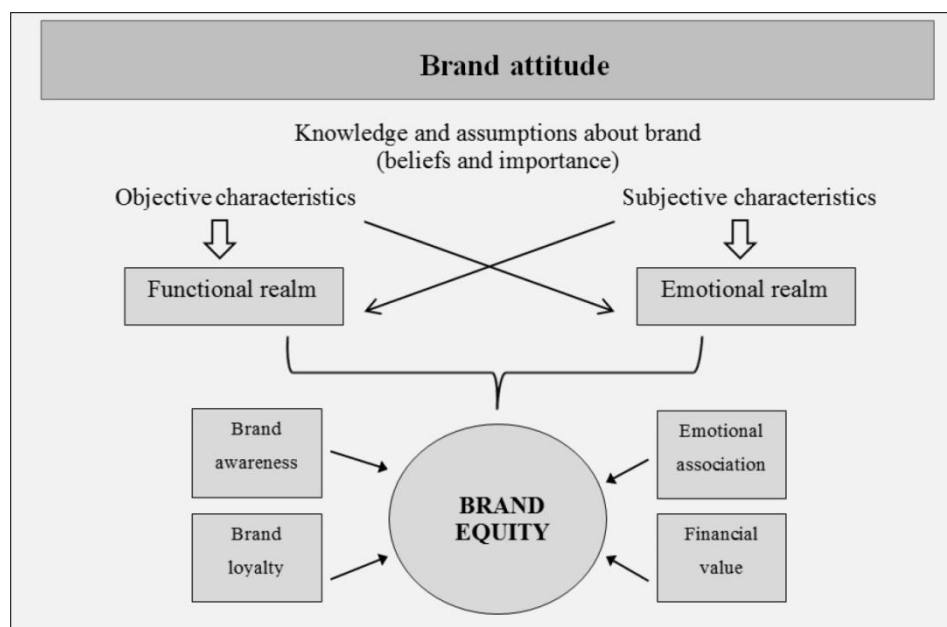 Brand attitude
Knowledge and assumptions about brand
(beliefs and importance)
Objective characteristics
Subjective characteristics
Functional realm
Emotional realm
Brand
awareness
Emotional
association
BRAND
EQUITY
Brand
loyalty
Financial
value